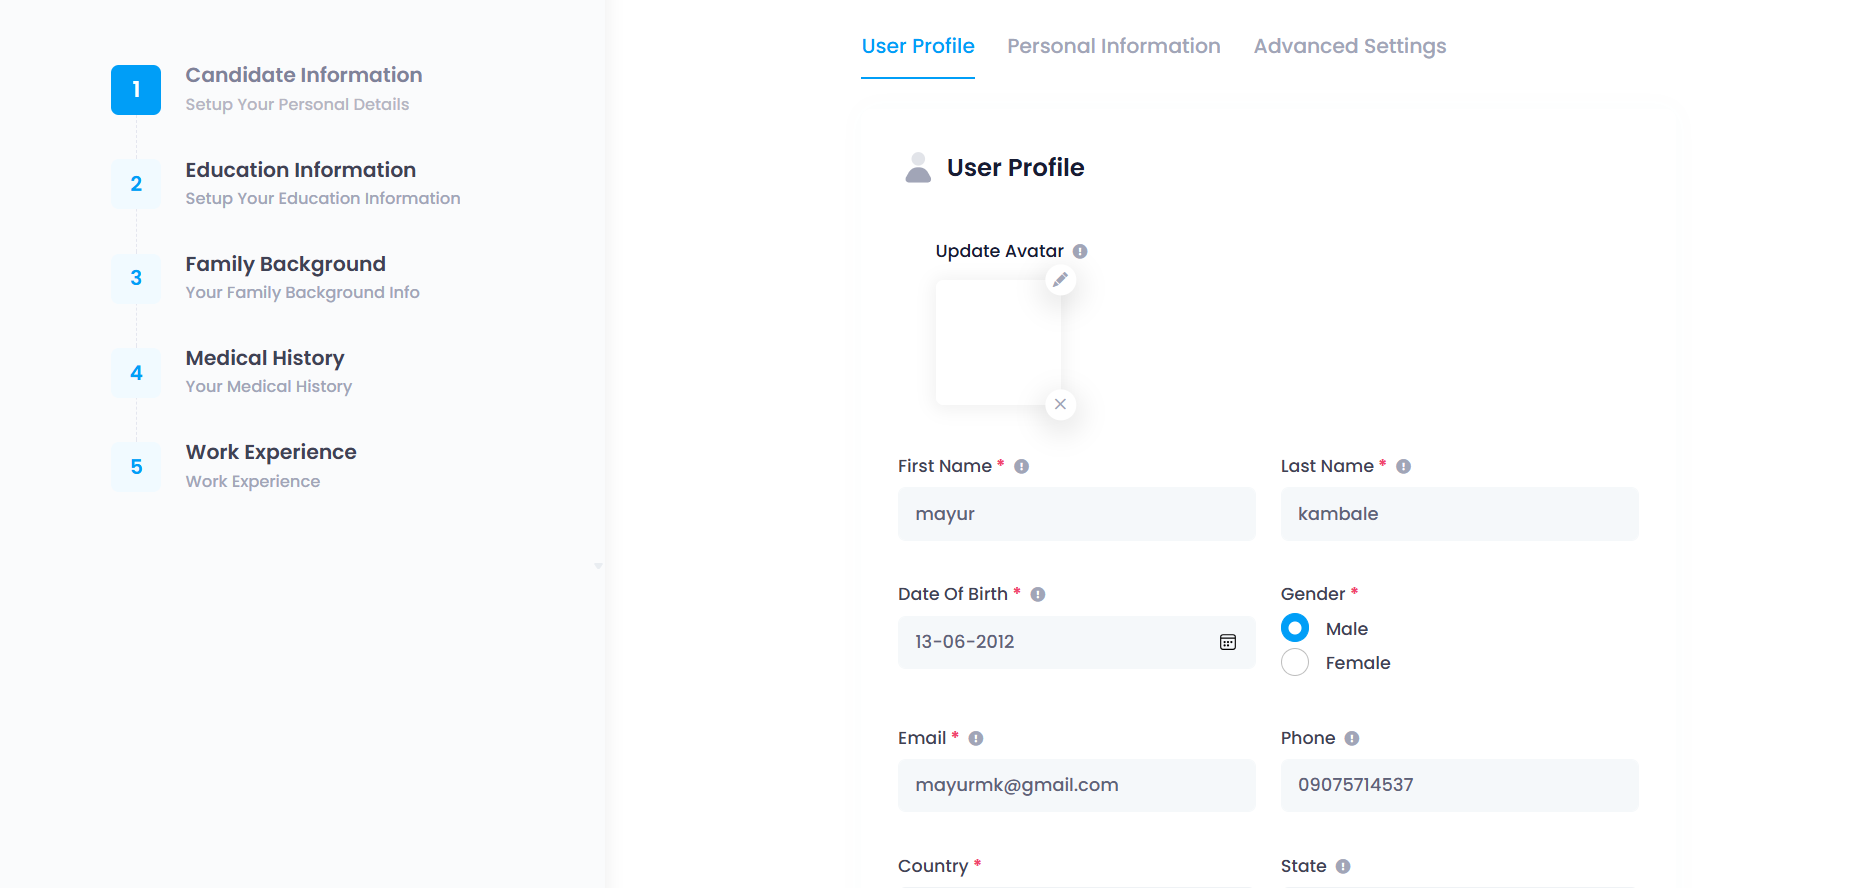 1
Candidate Information
Setup Your Personal Details
2
Education Information
Setup Your Education Information
3
Family Background
Your Family Background Info
4
Medical History
Your Medical History
5
Work Experience
Work Experience
User Profile Personal Information Advanced Settings
User Profile
Update Avatar
First Name * Last Name *
mayur kambale
Date Of Birth * Gender *
13-06-2012 Male
Female
Email * Phone
mayurmk@gmail.com 09075714537
Country * State